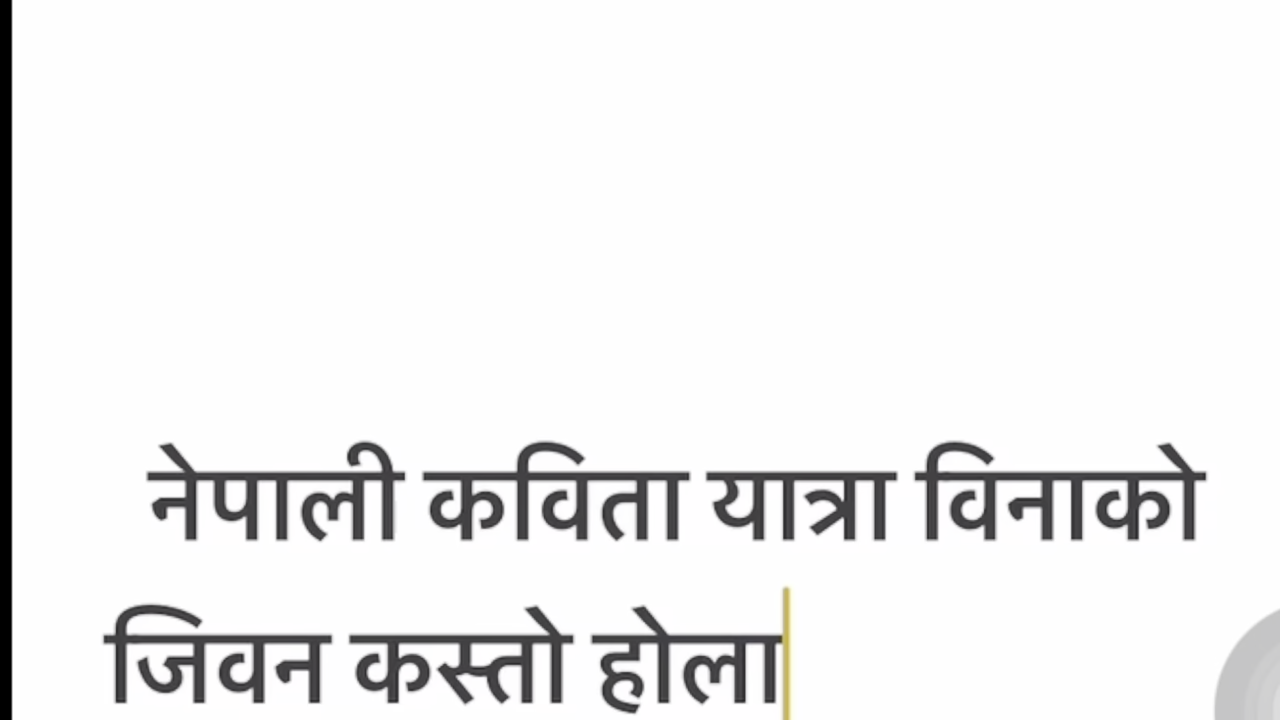 नेपाली कविता यात्रा विनाको
जिवन कस्तो होला